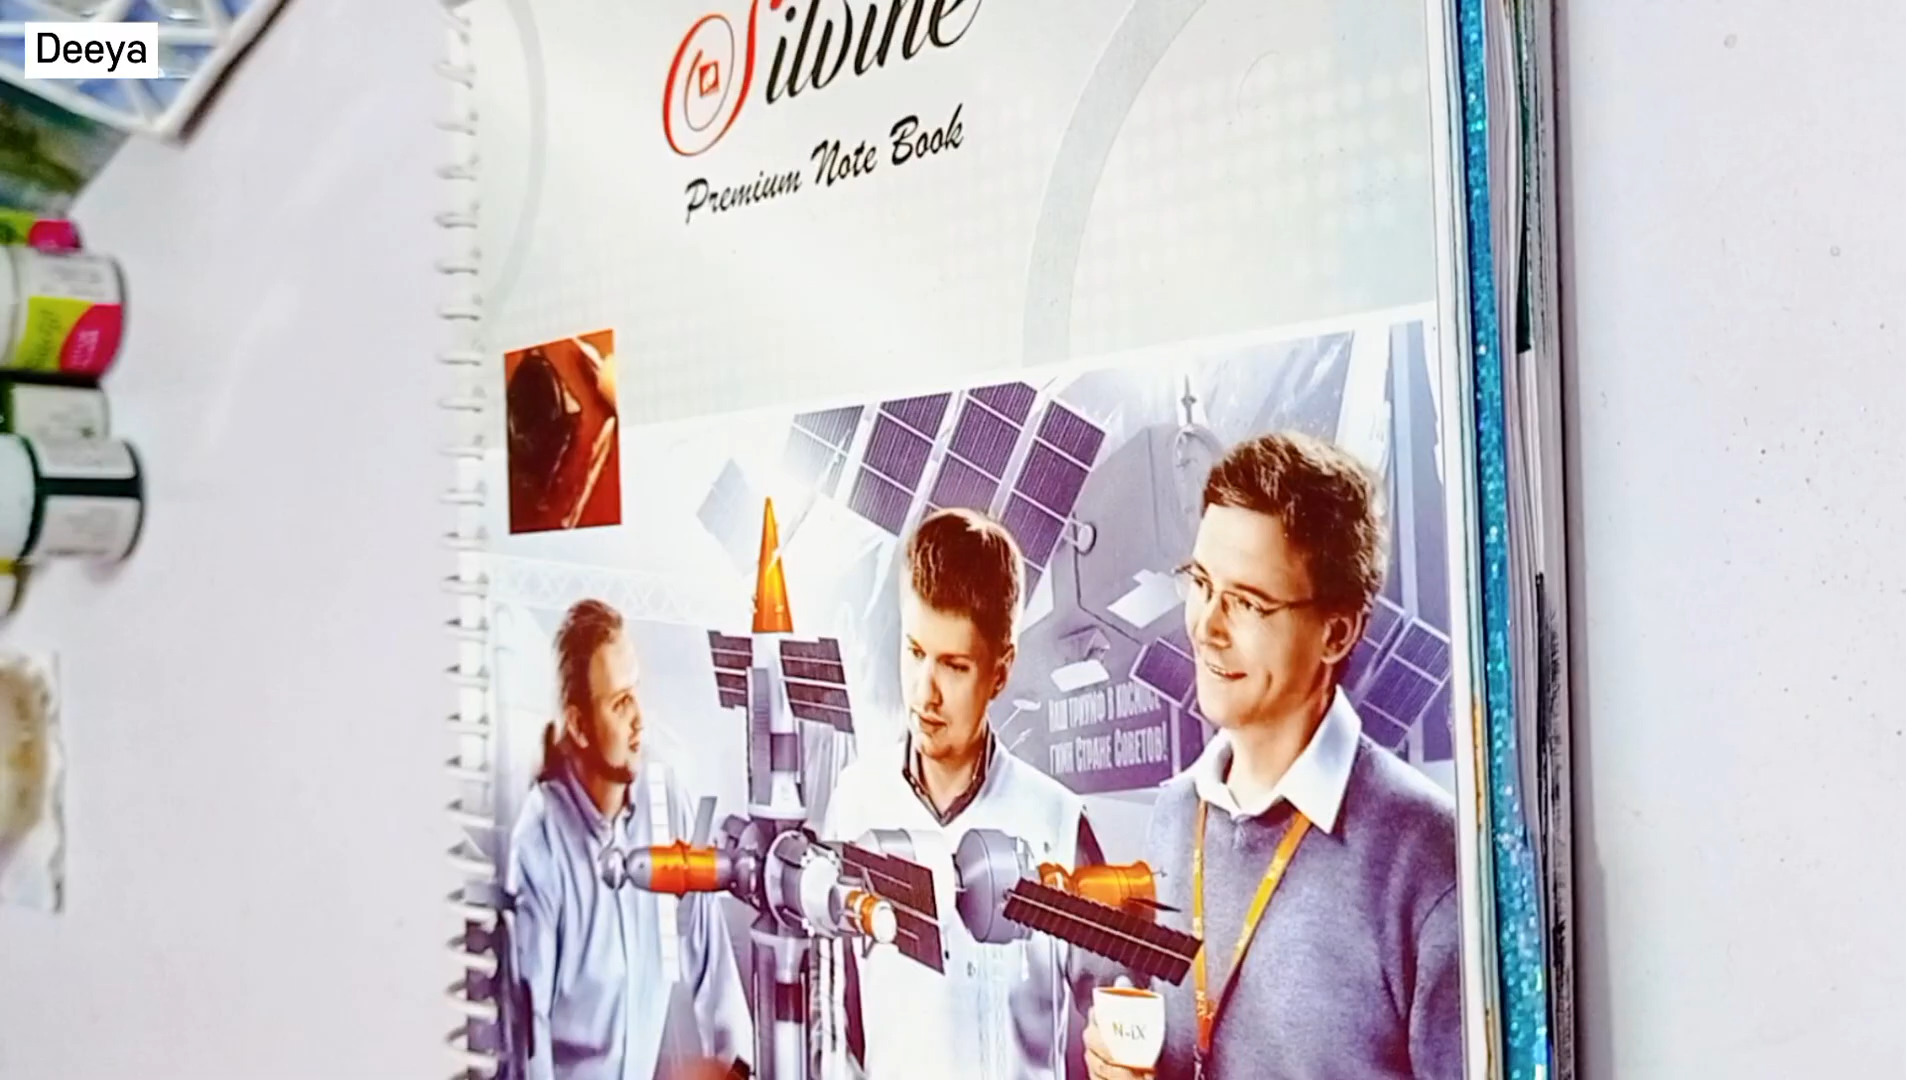 Deeya
Silvine
Premium Note Book
НАШ ТРИУМФ В КОСМОСЕ
ГИМН СТРАНЕ СОВЕТОВ!
N-iX